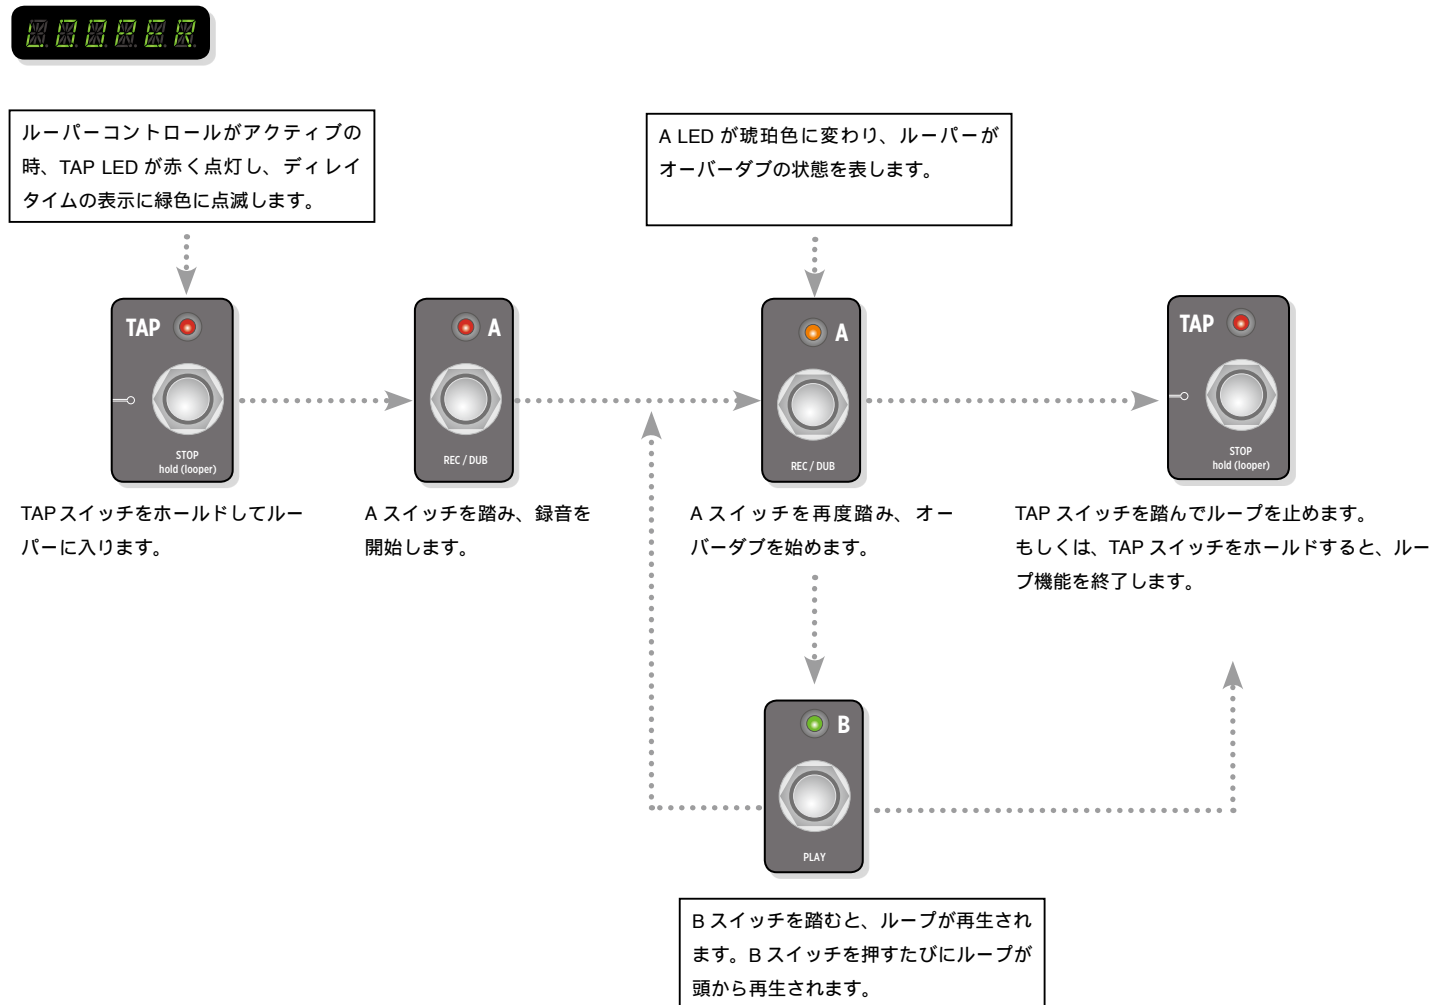 LOOPER
ルーパーコントロールがアクティブの
時、TAP LED が赤く点灯し、ディレイ
タイムの表示に緑色に点滅します。
A LED が琥珀色に変わり、ルーパーが
オーバーダブの状態を表します。
TAP
STOP
hold (looper)
A
REC / DUB
A
REC / DUB
TAP
STOP
hold (looper)
TAP スイッチをホールドしてルー
パーに入ります。
A スイッチを踏み、録音を
開始します。
A スイッチを再度踏み、オー
バーダブを始めます。
TAP スイッチを踏んでループを止めます。
もしくは、TAP スイッチをホールドすると、ルー
プ機能を終了します。
B
PLAY
B スイッチを踏むと、ループが再生され
ます。B スイッチを押すたびにループが
頭から再生されます。